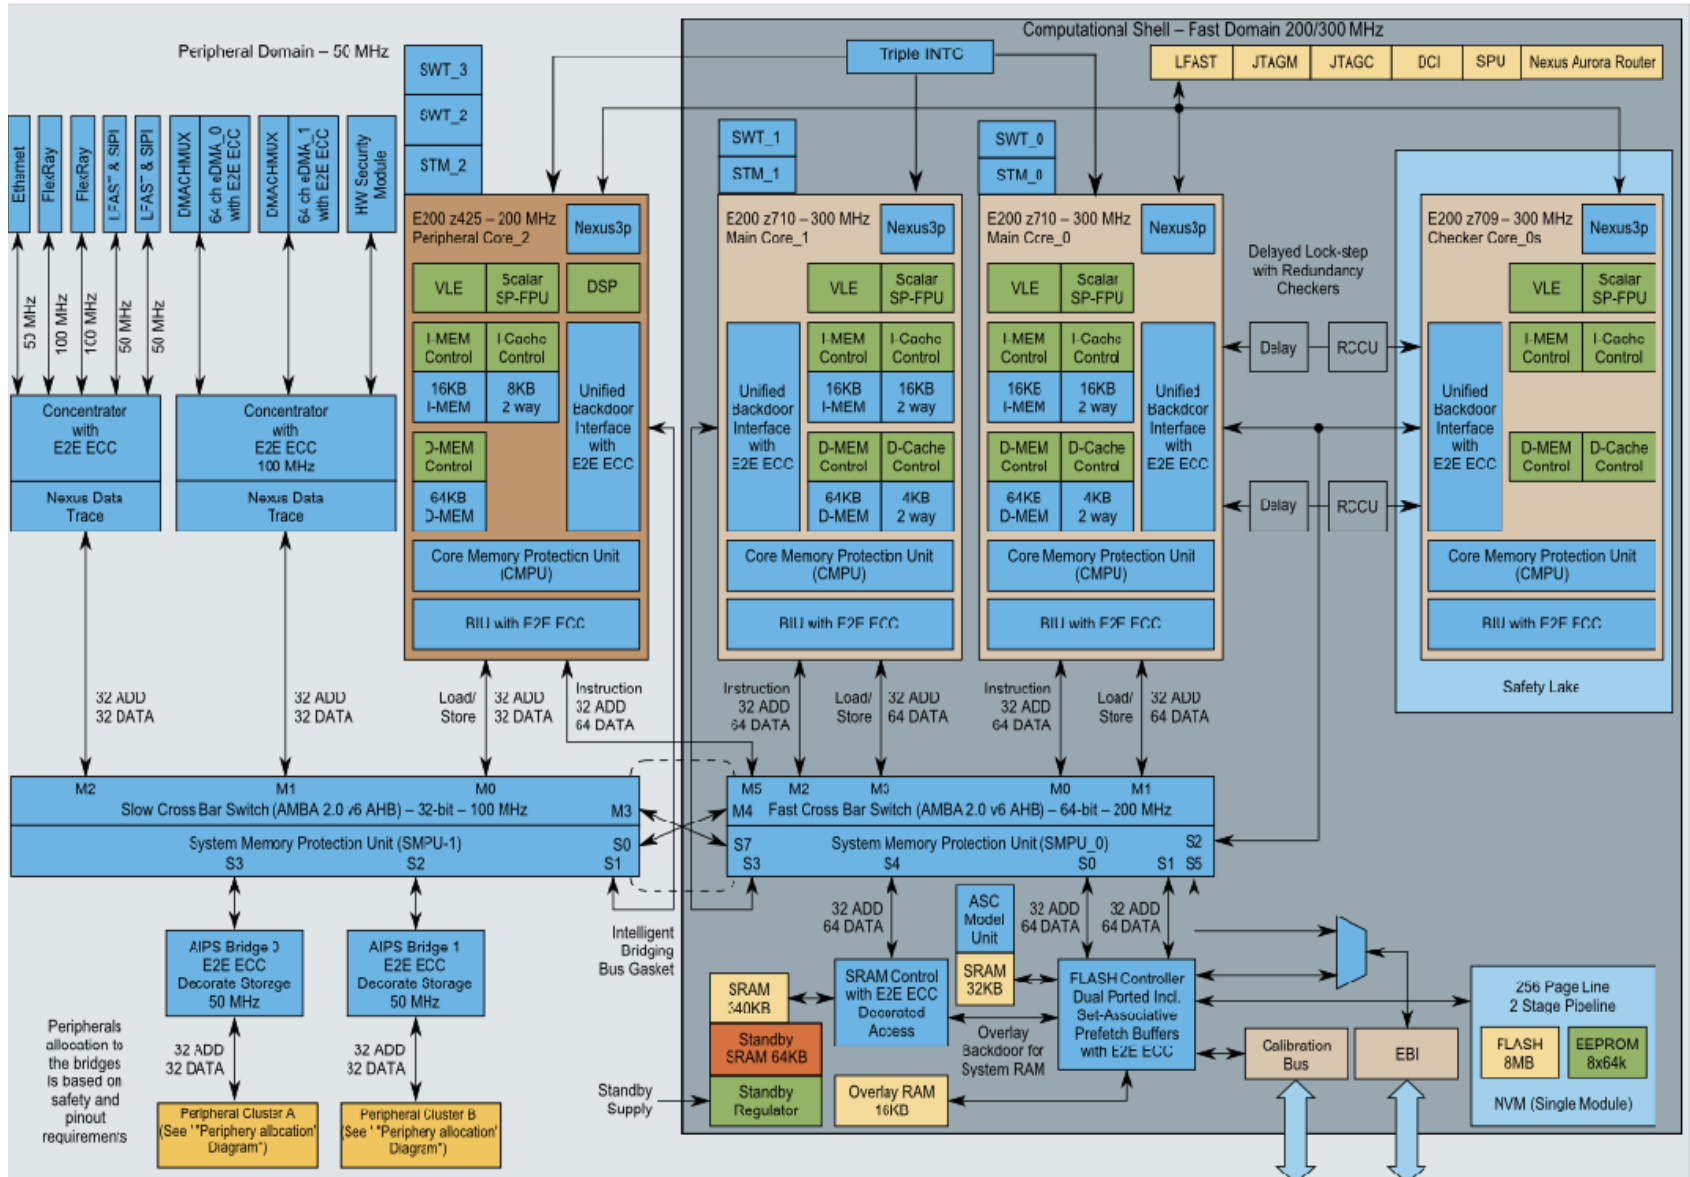 Computational Shell – Fast Domain 200/300 MHz
Peripheral Domain – 50 MHz
Triple INTC
LFAST
JTAGM
JTAGC
DCI
SPU
Nexus Aurora Router
SWT_3
SWT_2
STM_2
SWT_1
STM_1
SWT_0
STM_0
Ethernet
FlexRay
FlexRay
LFAST & SIPI
LFAST & SIPI
DMACHMUX
64 ch eDMA_0
with E2E ECC
DMACHMUX
64 ch eDMA_1
with E2E ECC
HW Security
Module
50 MHz
100 MHz
100 MHz
50 MHz
50 MHz
Concentrator
with
E2E ECC
Nexus Data
Trace
Concentrator
with
E2E ECC
100 MHz
Nexus Data
Trace
E200 z425 – 200 MHz
Peripheral Core_2
Nexus3p
VLE
Scalar
SP-FPU
DSP
I-MEM
Control
I-Cache
Control
16KB
I-MEM
8KB
2 way
D-MEM
Control
64KB
D-MEM
Unified
Backdoor
Interface
with
E2E ECC
Core Memory Protection Unit
(CMPU)
BIU with E2E ECC
E200 z710 – 300 MHz
Main Core_1
Nexus3p
VLE
Scalar
SP-FPU
Unified
Backdoor
Interface
with
E2E ECC
I-MEM
Control
I-Cache
Control
16KB
I-MEM
16KB
2 way
D-MEM
Control
D-Cache
Control
64KB
D-MEM
4KB
2 way
Core Memory Protection Unit
(CMPU)
BIU with E2E ECC
E200 z710 – 300 MHz
Main Core_0
Nexus3p
VLE
Scalar
SP-FPU
I-MEM
Control
I-Cache
Control
16KB
I-MEM
16KB
2 way
D-MEM
Control
D-Cache
Control
64KB
D-MEM
4KB
2 way
Unified
Backdoor
Interface
with
E2E ECC
Core Memory Protection Unit
(CMPU)
BIU with E2E ECC
Delayed Lock-step
with Redundancy
Checkers
Delay
RCCU
Delay
RCCU
E200 z709 – 300 MHz
Checker Core_0s
Nexus3p
VLE
Scalar
SP-FPU
Unified
Backdoor
Interface
with
E2E ECC
I-MEM
Control
I-Cache
Control
D-MEM
Control
D-Cache
Control
Core Memory Protection Unit
(CMPU)
BIU with E2E ECC
Safety Lake
32 ADD
32 DATA
32 ADD
32 DATA
Load/
Store
32 ADD
32 DATA
Instruction
32 ADD
64 DATA
Instruction
32 ADD
64 DATA
Load/
Store
32 ADD
64 DATA
Instruction
32 ADD
64 DATA
Load/
Store
32 ADD
64 DATA
M2
M1
M0
Slow Cross Bar Switch (AMBA 2.0 v6 AHB) – 32-bit – 100 MHz
M3
System Memory Protection Unit (SMPU-1)
S0
S3
S2
S1
M5
M2
M3
M0
M1
M4
Fast Cross Bar Switch (AMBA 2.0 v6 AHB) – 64-bit – 200 MHz
S7
System Memory Protection Unit (SMPU_0)
S2
S3
S4
S0
S1
S5
Intelligent
Bridging
Bus Gasket
AIPS Bridge 0
E2E ECC
Decorate Storage
50 MHz
AIPS Bridge 1
E2E ECC
Decorate Storage
50 MHz
Peripherals
allocation to
the bridges
Is based on
safety and
pinout
requirements
32 ADD
32 DATA
32 ADD
32 DATA
Peripheral Cluster A
(See '"Periphery allocation'
Diagram")
Peripheral Cluster B
(See '"Periphery allocation'
Diagram")
32 ADD
64 DATA
ASC
Model
Unit
SRAM
32KB
32 ADD
64 DATA
32 ADD
64 DATA
SRAM
340KB
Standby
SRAM 64KB
Standby
Regulator
Standby
Supply
SRAM Control
with E2E ECC
Decorated
Access
Overlay
Backdoor for
System RAM
Overlay RAM
16KB
FLASH Controller
Dual Ported Incl.
Set-Associative
Prefetch Buffers
with E2E ECC
Calibration
Bus
EBI
256 Page Line
2 Stage Pipeline
FLASH
8MB
EEPROM
8x64k
NVM (Single Module)